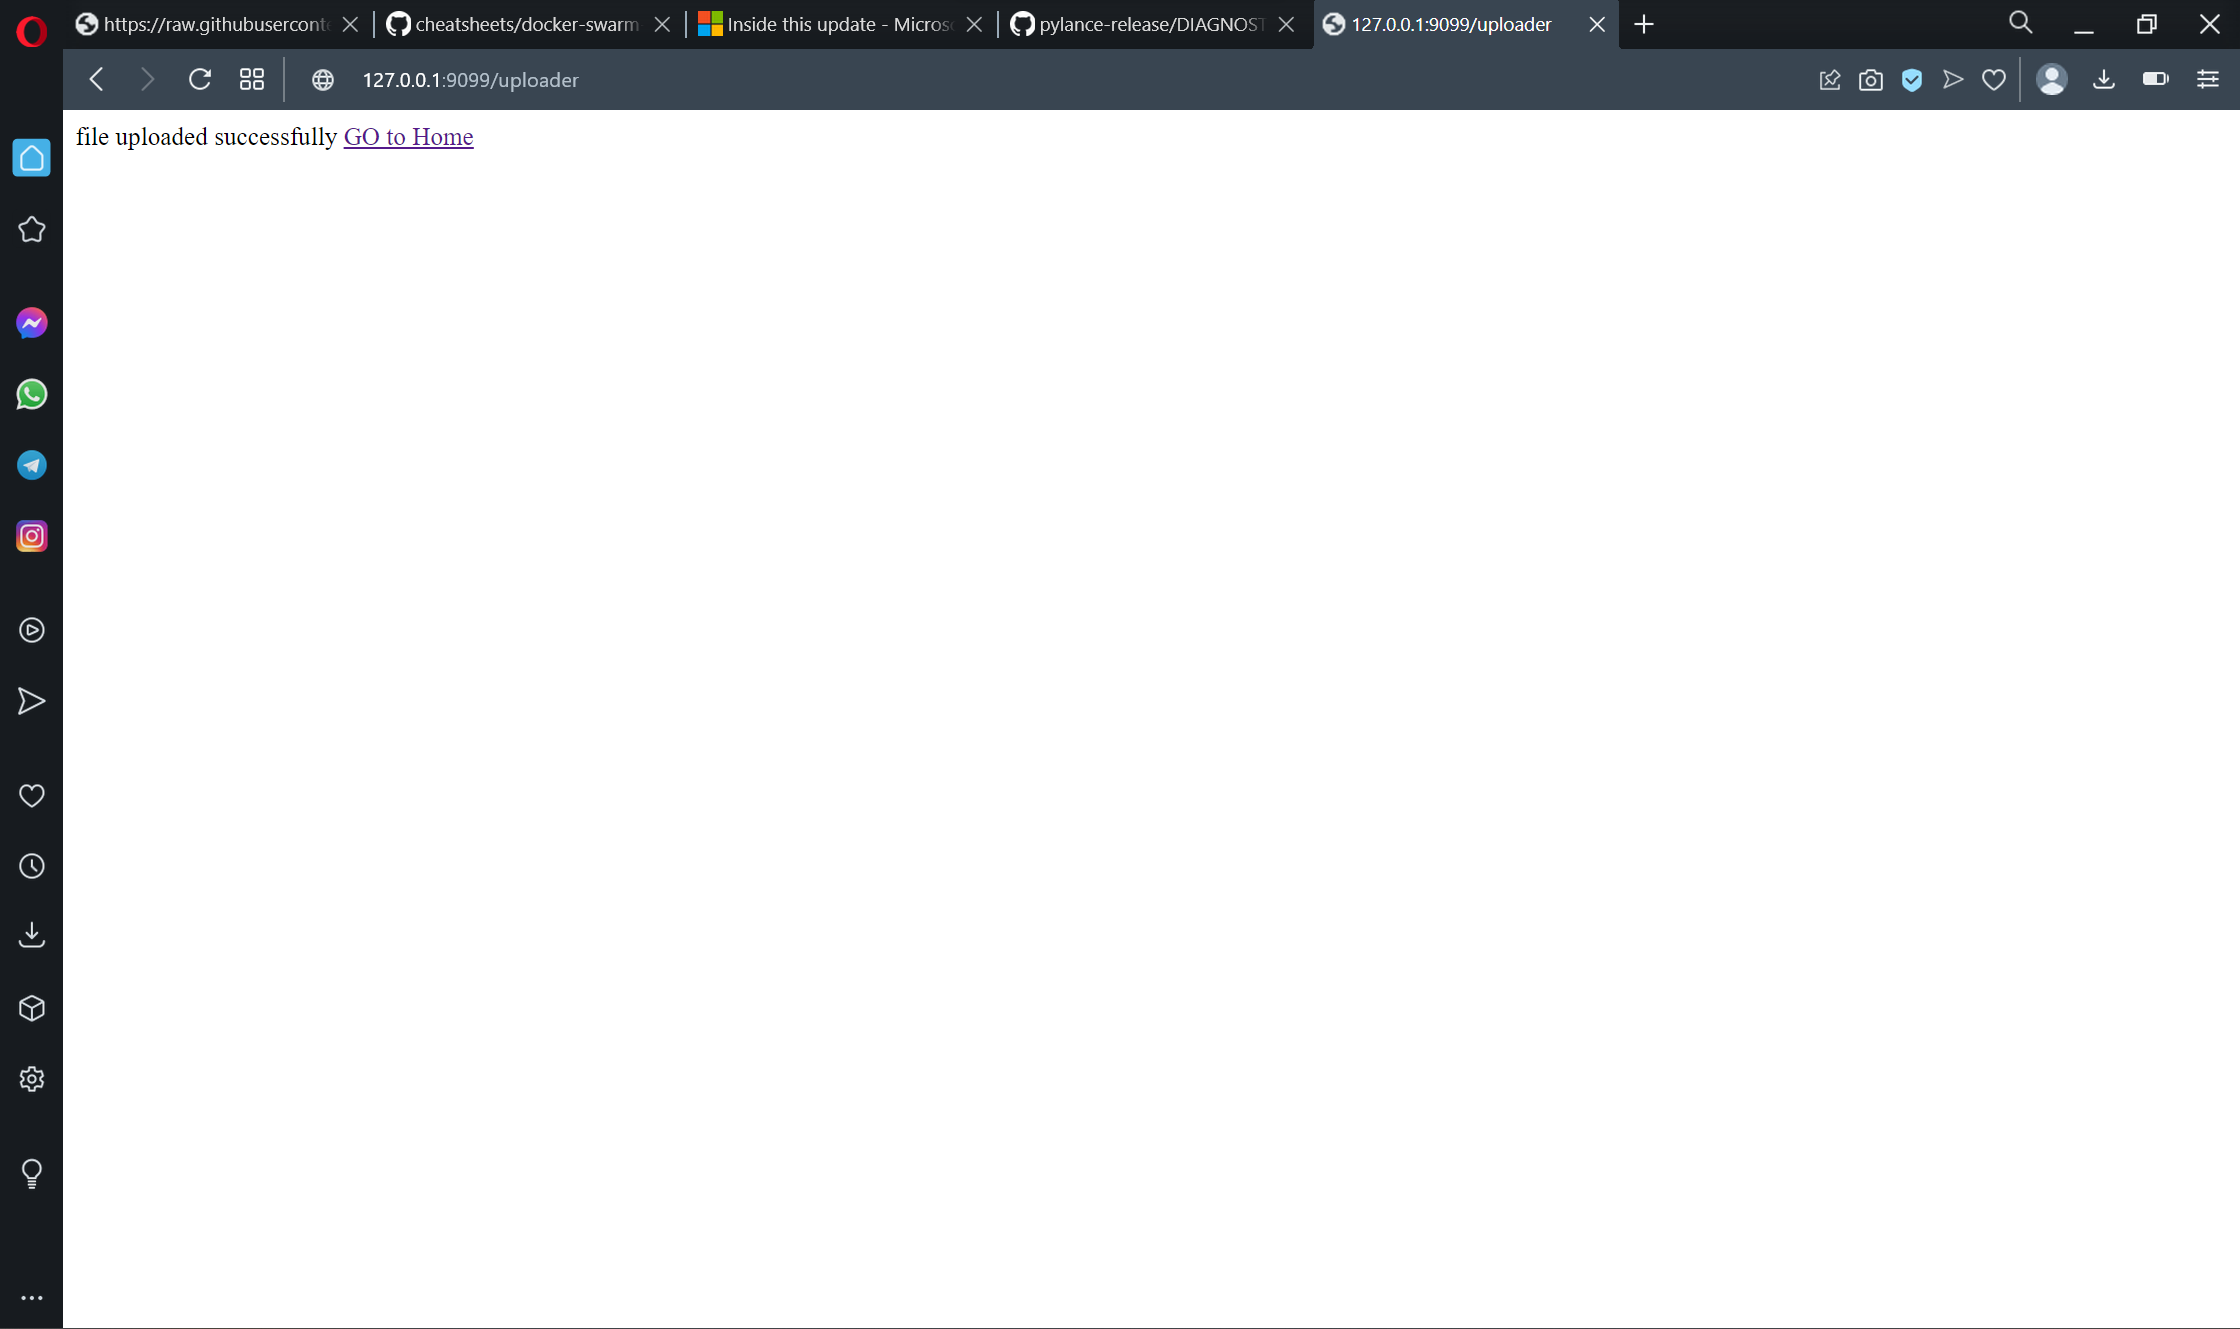 https://raw.githubuserconte
cheatsheets/docker-swarm
Inside this update - Micros
pylance-release/DIAGNOST
127.0.0.1:9099/uploader
127.0.0.1:9099/uploader
file uploaded successfully GO to Home